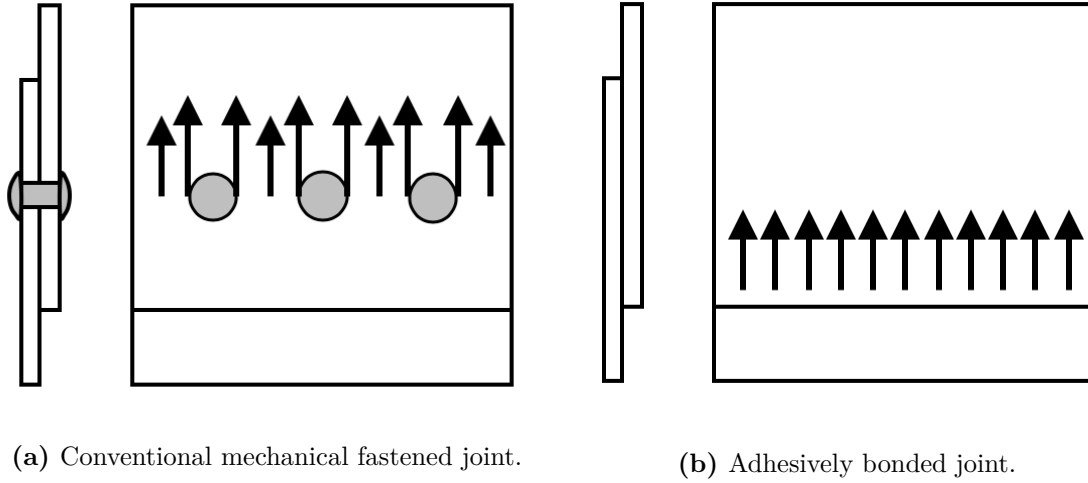 (a) Conventional mechanical fastened joint.
(b) Adhesively bonded joint.